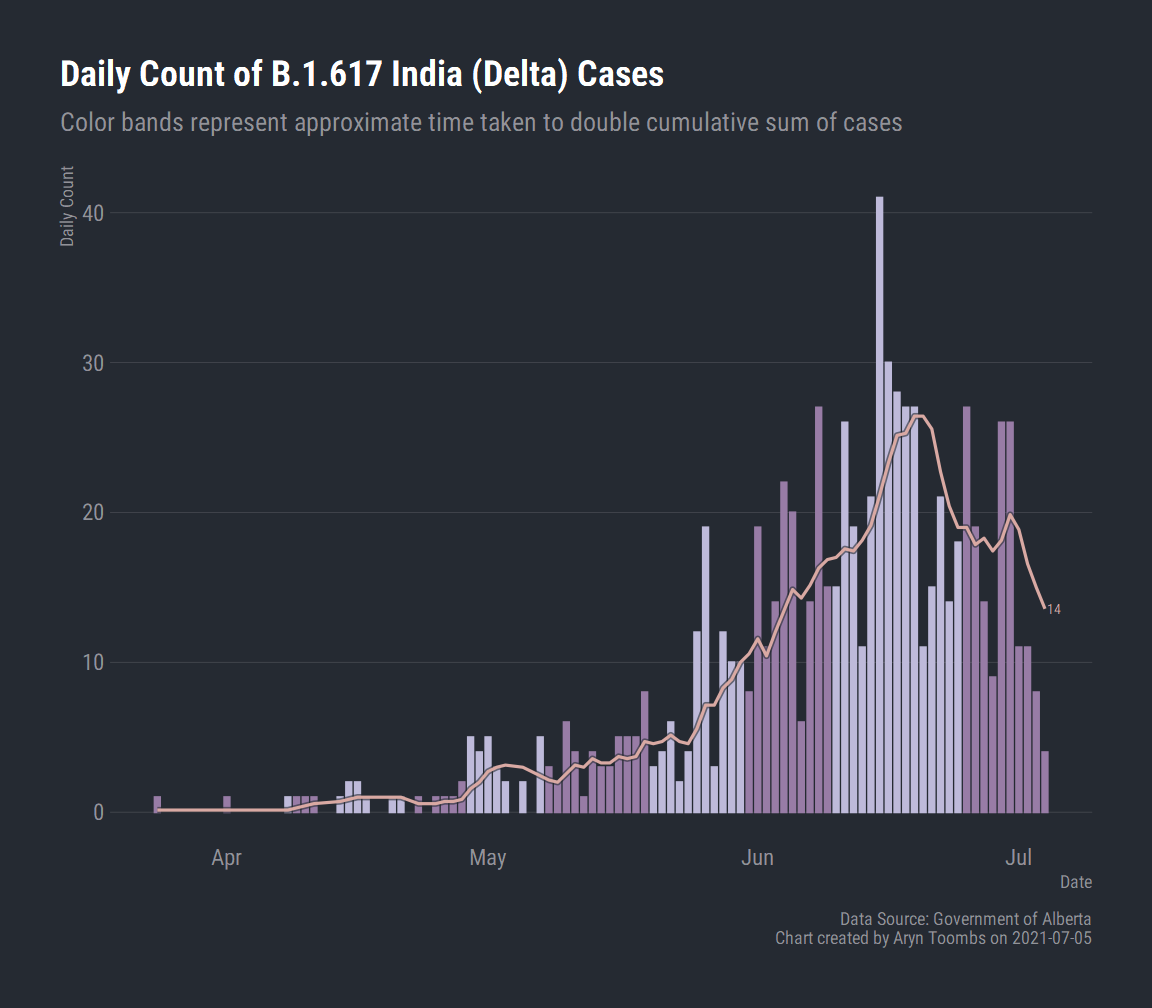 Daily Count of B.1.617 India (Delta) Cases
Color bands represent approximate time taken to double cumulative sum of cases
Daily Count
40
30
20
10
0
14
Apr
May
Jun
Jul
Date
Data Source: Government of Alberta
Chart created by Aryn Toombs on 2021-07-05